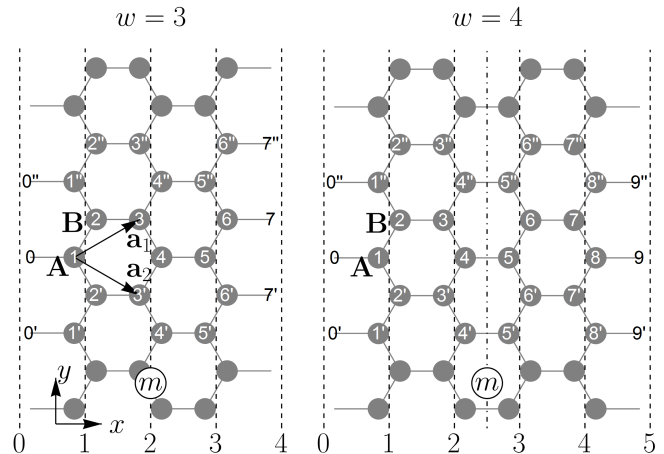 w = 3
w = 4
2" 3" 6" 7"
2" 3" 6" 7"
0" 1" 4" 5"
0" 1" 4" 5" 8" 9"
B 2 3 6 7
B 2 3 6 7
a₁
0 1 4 5
0 1 4 5 8 9
A
A
a₂
2' 3' 6' 7'
2' 3' 6' 7'
0' 1' 4' 5'
0' 1' 4' 5' 8' 9'
y
m
m
x
0 1 2 3 4
0 1 2 3 4 5